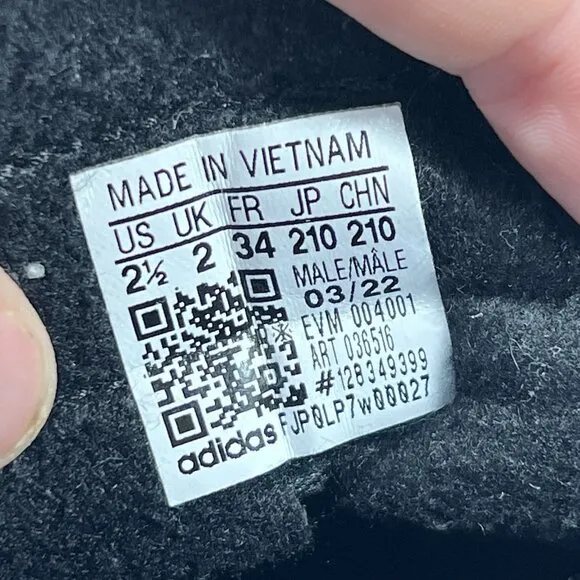 MADE IN VIETNAM
US UK FR JP CHN
2½ 2 34 210 210
MALE/MÂLE
03/22
EVM 004001
ART 036516
#128349399
FJP0LP7W00027
adidas